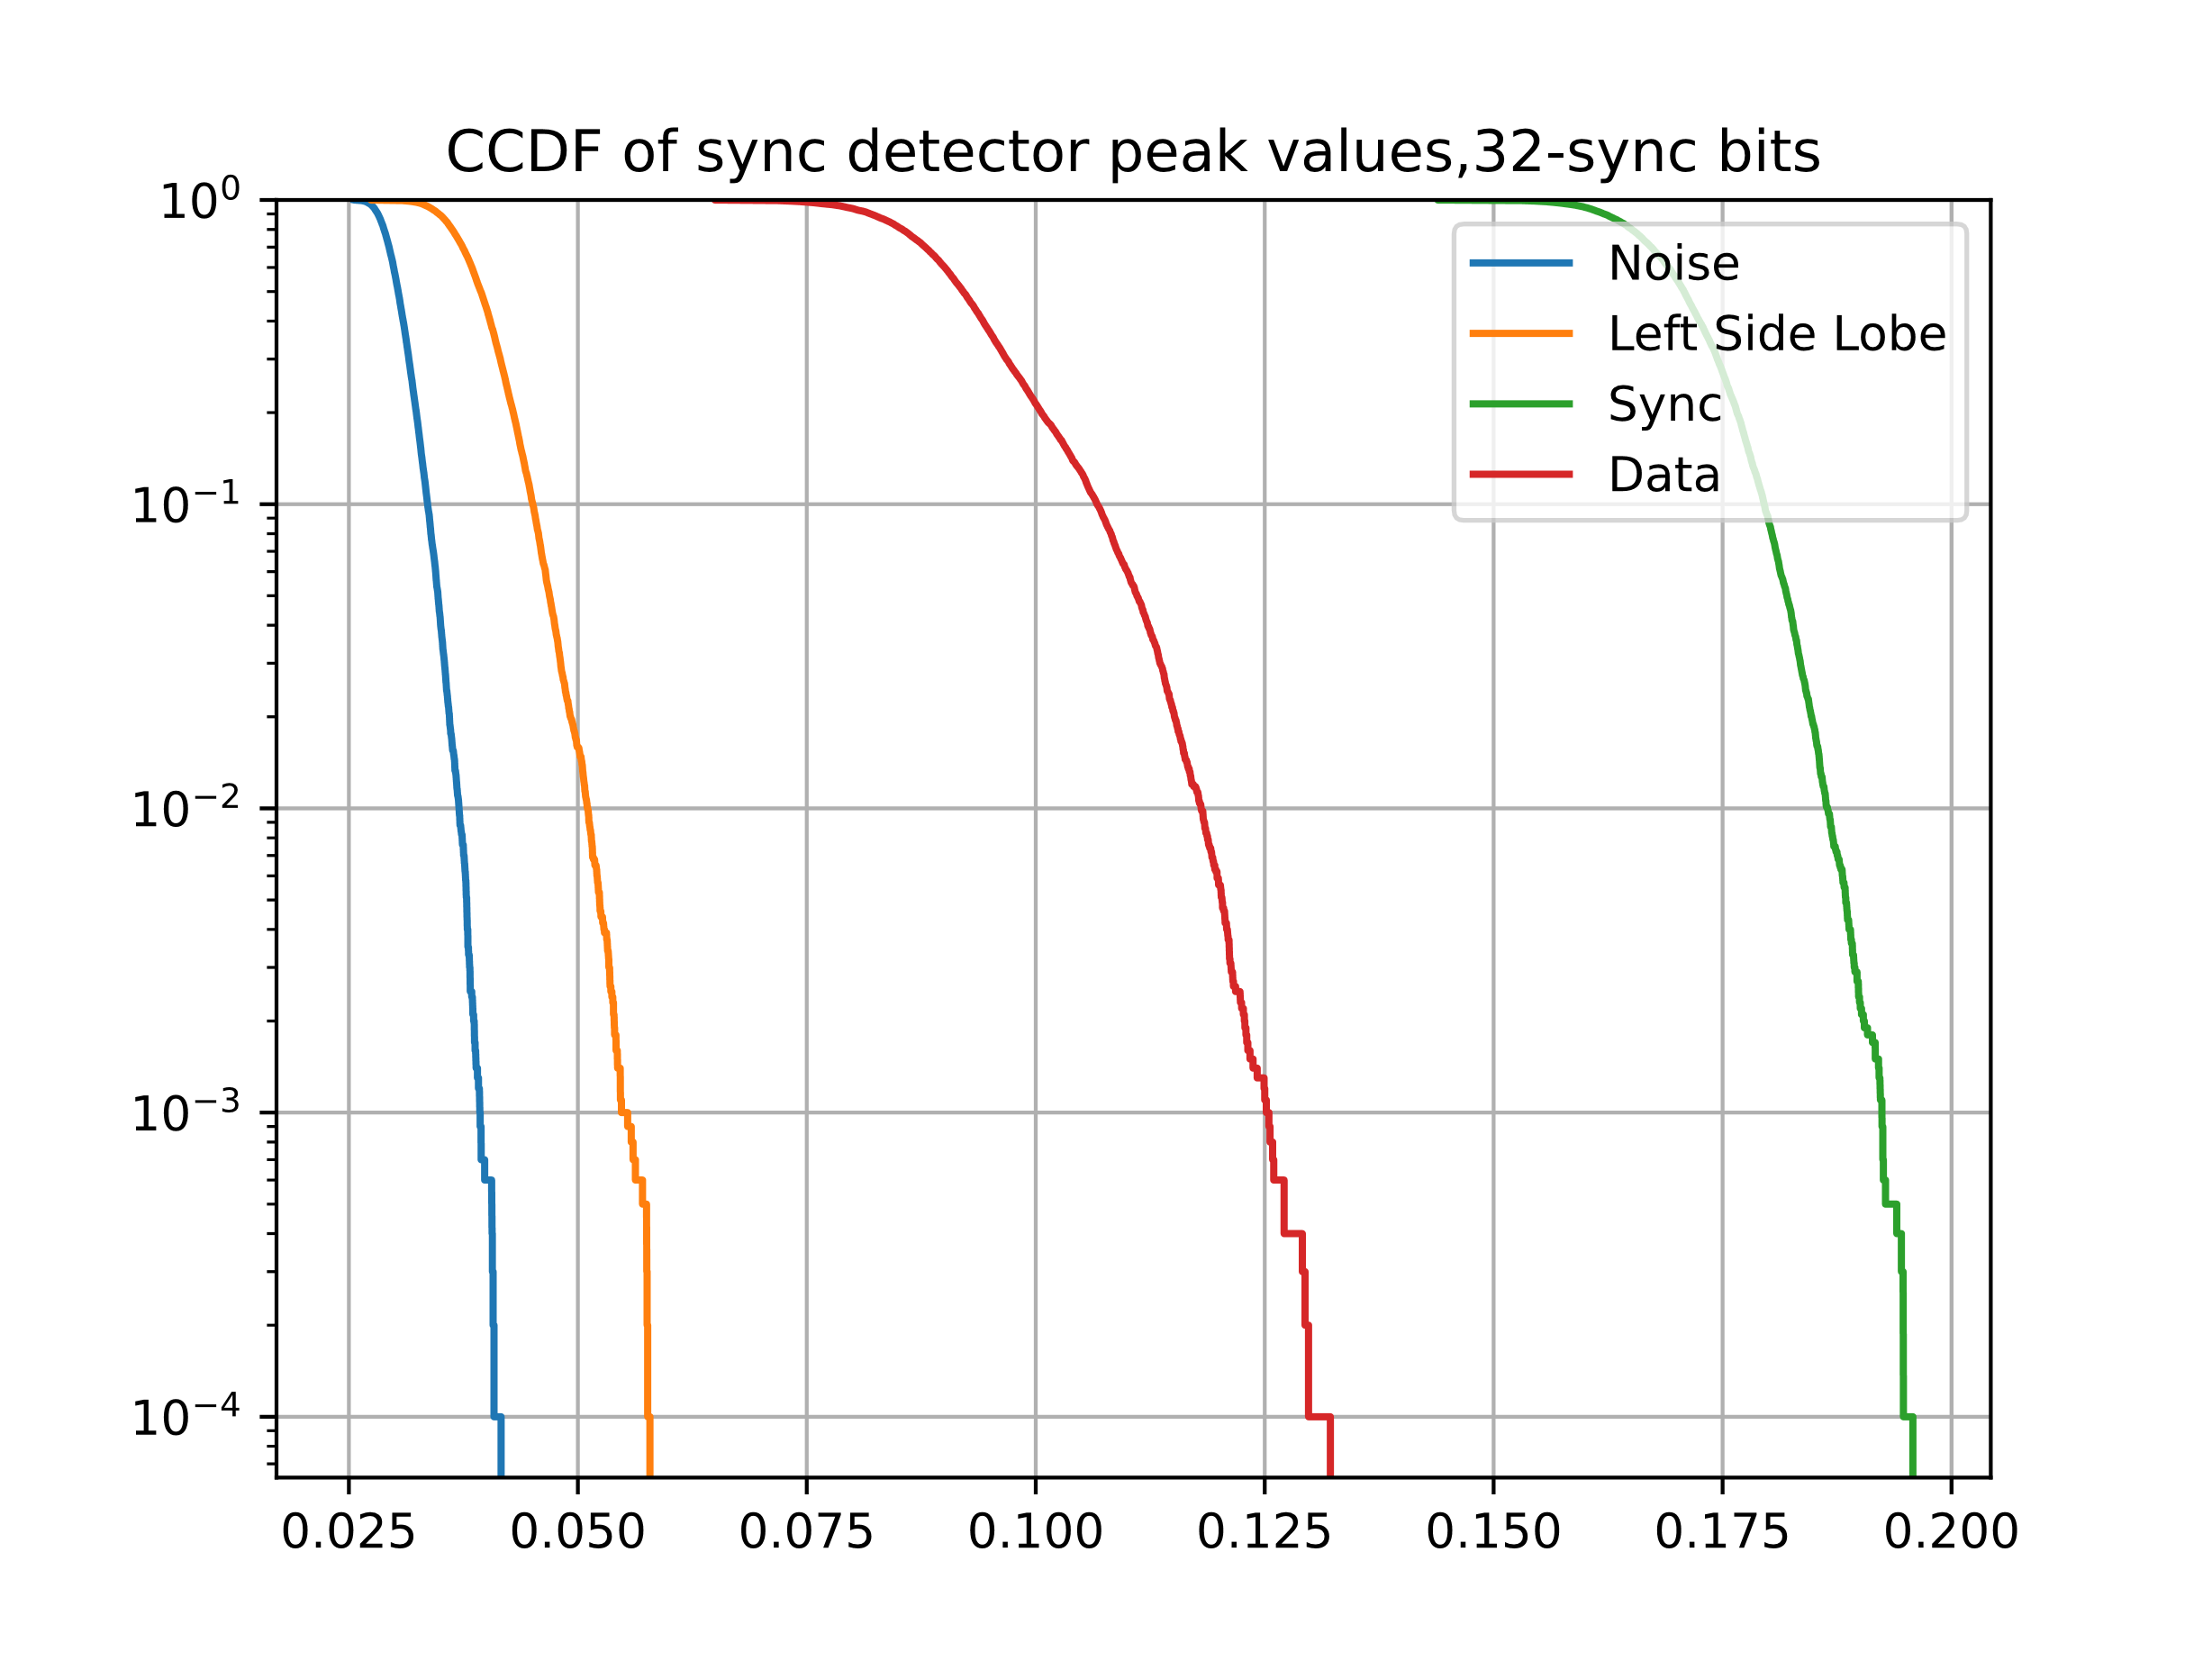 CCDF of sync detector peak values,32-sync bits
10⁰
10⁻¹
10⁻²
10⁻³
10⁻⁴
Noise
Left Side Lobe
Sync
Data
0.025 0.050 0.075 0.100 0.125 0.150 0.175 0.200